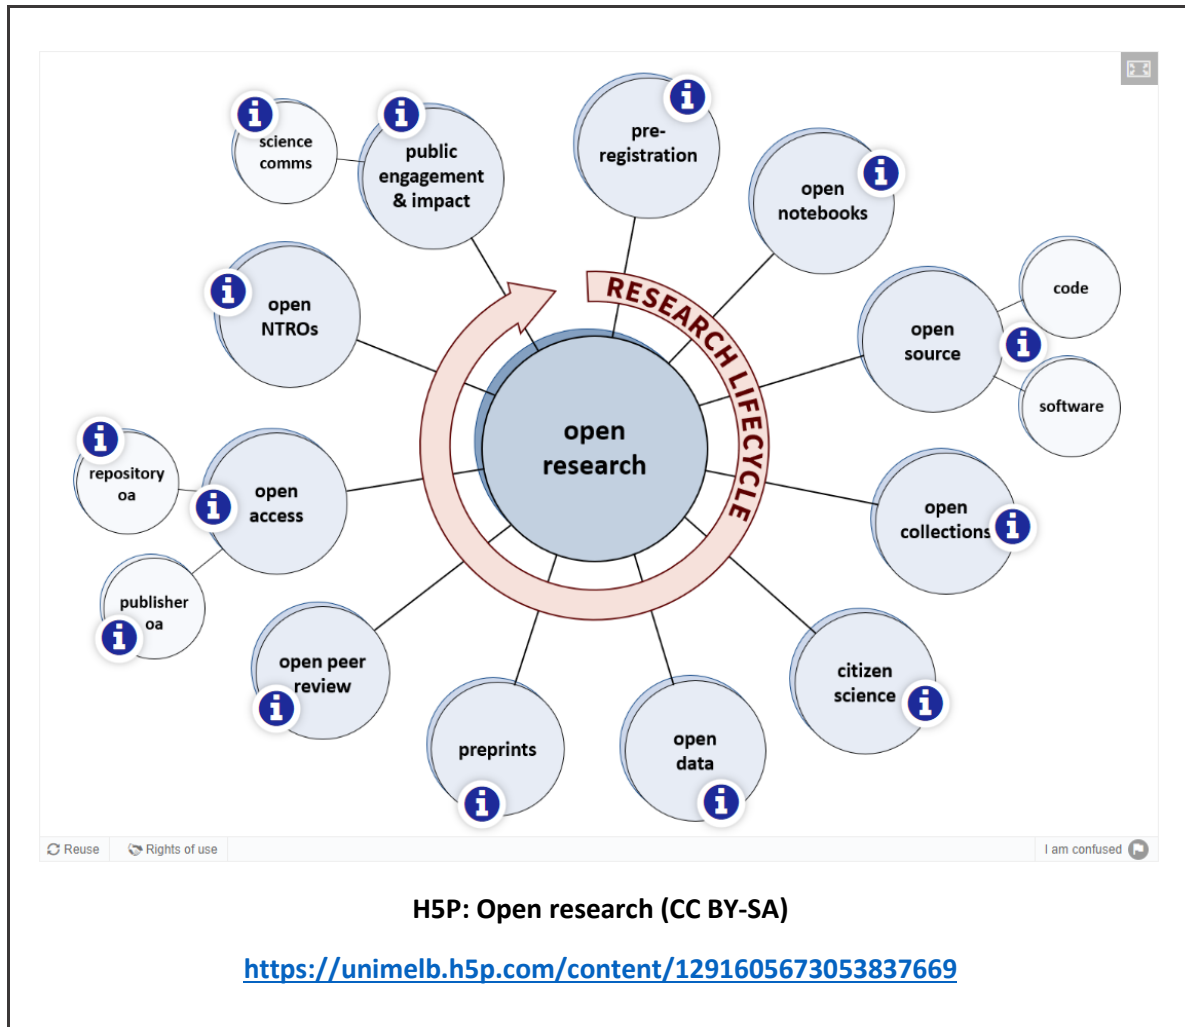 science
comms
public
engagement
& impact
pre-
registration
open
notebooks
open
NTROs
RESEARCH LIFECYCLE
open
source
code
software
open
research
repository
oa
open
access
open
collections
publisher
oa
open peer
review
preprints
open
data
citizen
science
Reuse
Rights of use
I am confused
H5P: Open research (CC BY-SA)
https://unimelb.h5p.com/content/1291605673053837669